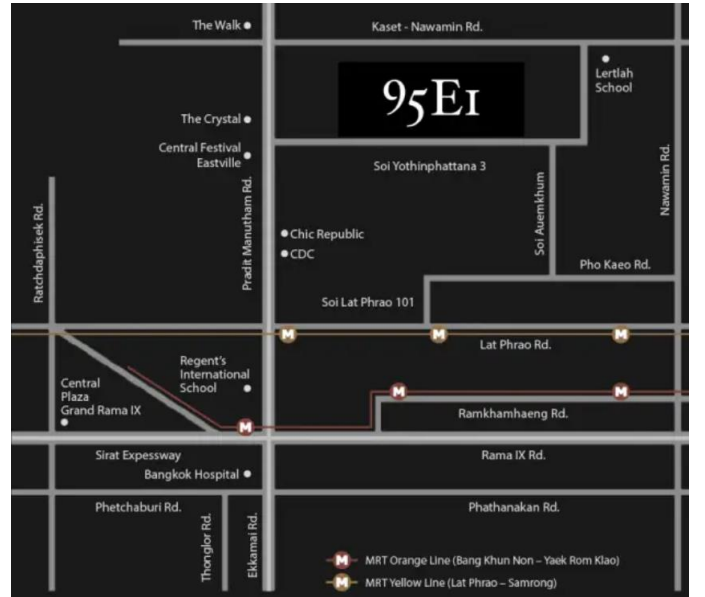 The Walk
Kaset - Nawamin Rd.
95E1
Lertlah
School
The Crystal
Central Festival
Eastville
Soi Yothinphattana 3
Nawamin Rd.
Ratchdaphisek Rd.
Pradit Manutham Rd.
Soi Auemkhum
Chic Republic
CDC
Pho Kaeo Rd.
Soi Lat Phrao 101
M
M
M
Lat Phrao Rd.
Regent's
International
School
Central
Plaza
Grand Rama IX
M
M
M
Ramkhamhaeng Rd.
Sirat Expessway
Rama IX Rd.
Bangkok Hospital
Phetchaburi Rd.
Phathanakan Rd.
Thonglor Rd.
Ekkamai Rd.
M MRT Orange Line (Bang Khun Non – Yaek Rom Klao)
M MRT Yellow Line (Lat Phrao – Samrong)